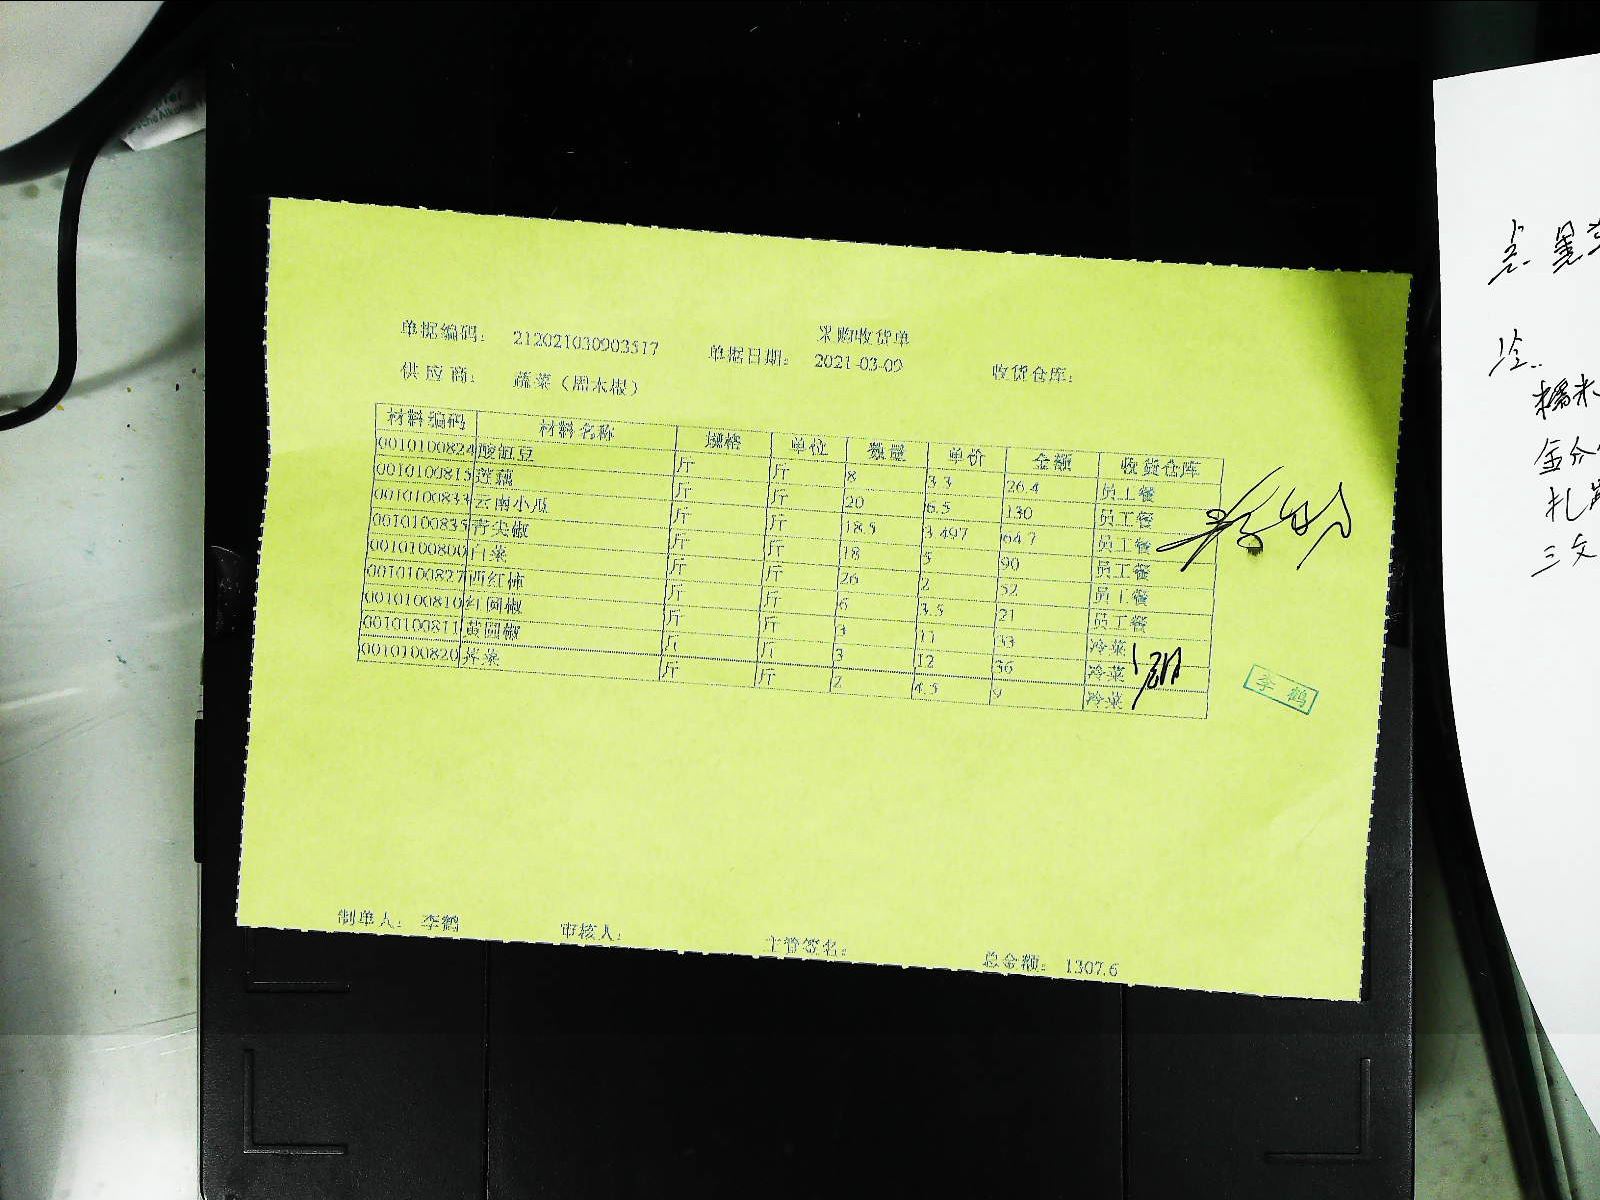 采购收货单
单据编码: 212021030903517 单据日期: 2021-03-09 收货仓库:
供应商: 蔬菜(周木根)
材料编码 材料名称 规格 单位 数量 单价 金额 收货仓库
0010100824 酸豇豆 斤 斤 8 3.3 26.4 员工餐
0010100815 莲藕 斤 斤 20 6.5 130 员工餐
0010100833 云南小瓜 斤 斤 18.5 3.497 64.7 员工餐
0010100835 青尖椒 斤 斤 18 5 90 员工餐
0010100800 白菜 斤 斤 26 2 52 员工餐
0010100827 西红柿 斤 斤 6 3.5 21 员工餐
0010100810 红圆椒 斤 斤 3 11 33 冷菜
0010100811 黄圆椒 斤 斤 3 12 36 冷菜
0010100820 斤 斤 2 4.5 9 冷菜
李鹤
制单人: 李鹤 审核人: 主管签名: 总金额: 1307.6
糯米
三文